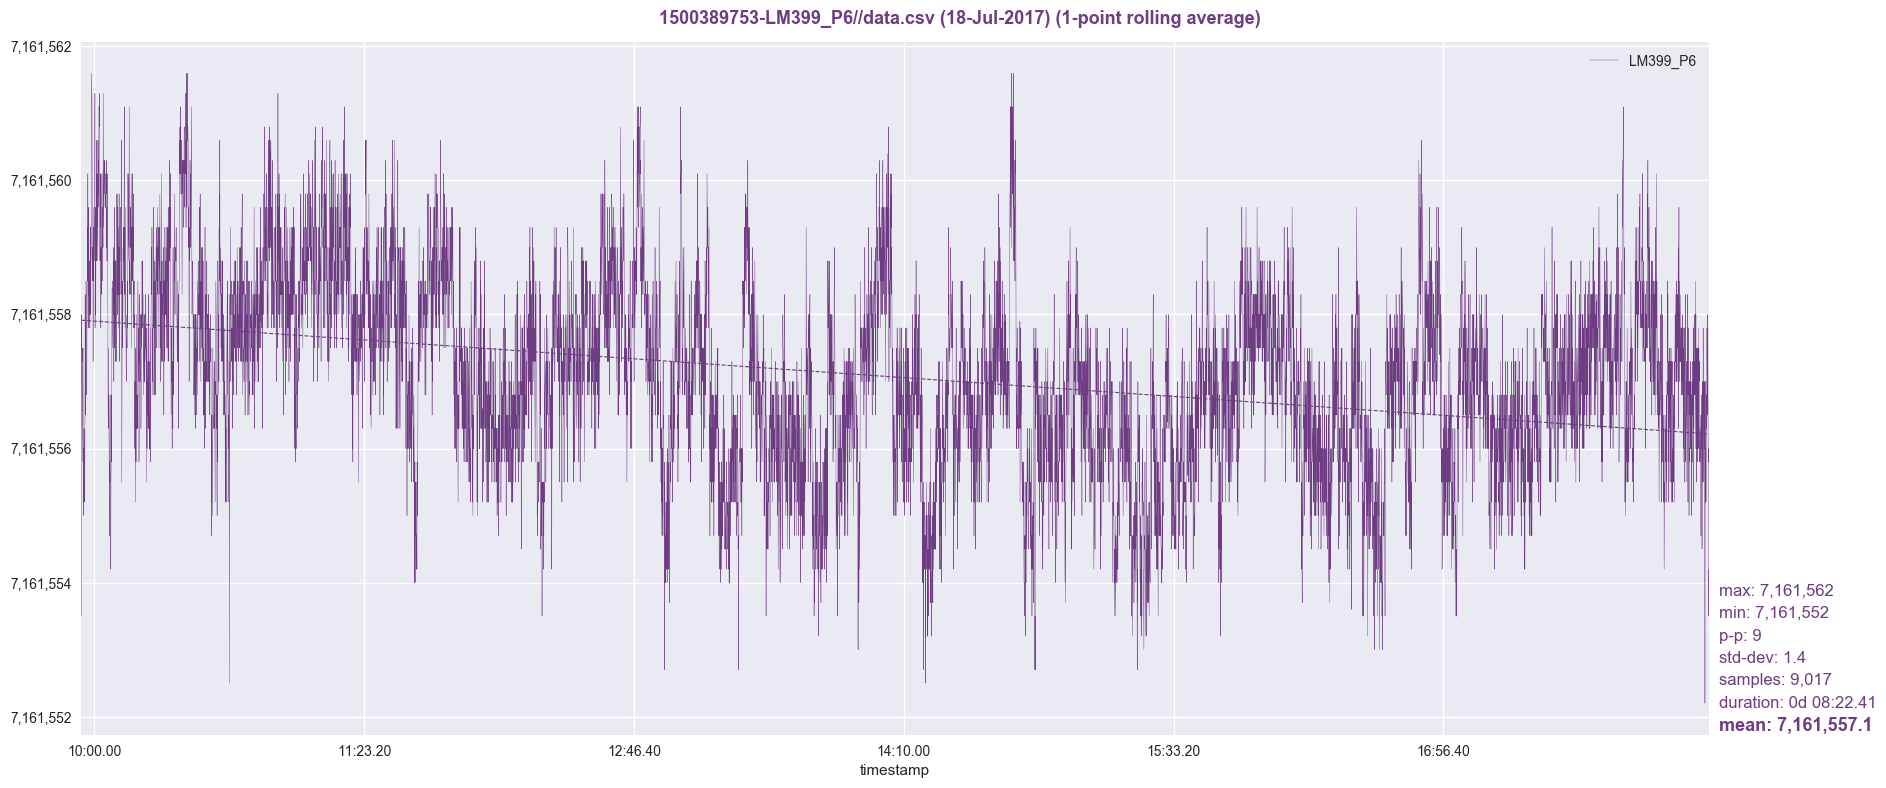 1500389753-LM399_P6//data.csv (18-Jul-2017) (1-point rolling average)
7,161,562
7,161,560
7,161,558
7,161,556
7,161,554
7,161,552
LM399_P6
max: 7,161,562
min: 7,161,552
p-p: 9
std-dev: 1.4
samples: 9,017
duration: 0d 08:22.41
mean: 7,161,557.1
10:00.00 11:23.20 12:46.40 14:10.00 15:33.20 16:56.40
timestamp